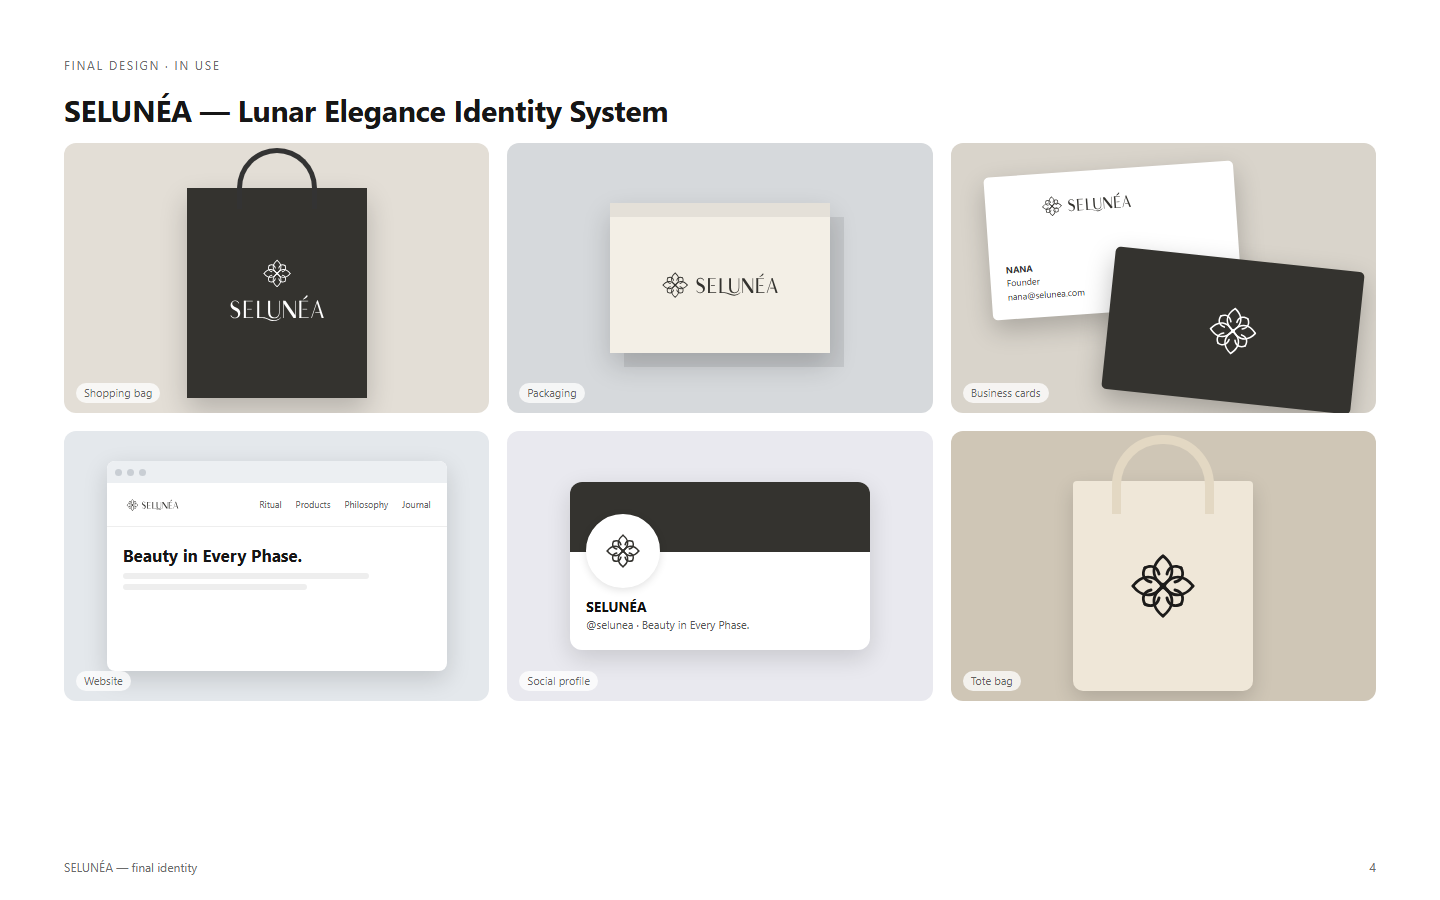 FINAL DESIGN · IN USE
SELUNÉA — Lunar Elegance Identity System
SELUNÉA
Shopping bag
SELUNÉA
Packaging
SELUNÉA
NANA
Founder
nana@selunea.com
Business cards
SELUNÉA
Ritual Products Philosophy Journal
Beauty in Every Phase.
Website
SELUNÉA
@selunea · Beauty in Every Phase.
Social profile
Tote bag
SELUNÉA — final identity
4